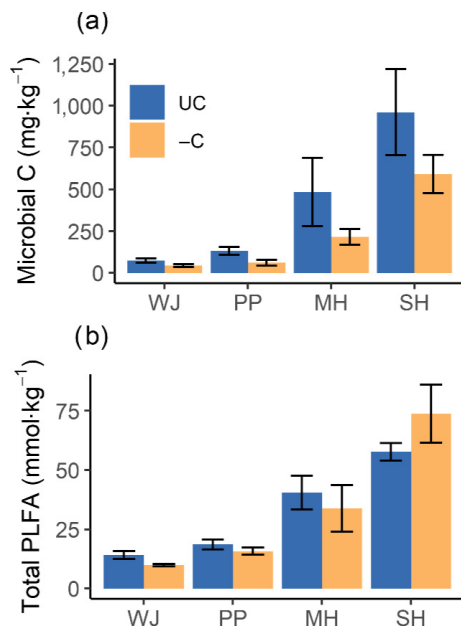 (a)
Microbial C (mg·kg⁻¹)
1,250
1,000
750
500
250
0
UC
–C
WJ PP MH SH
(b)
Total PLFA (mmol·kg⁻¹)
75
50
25
0
WJ PP MH SH